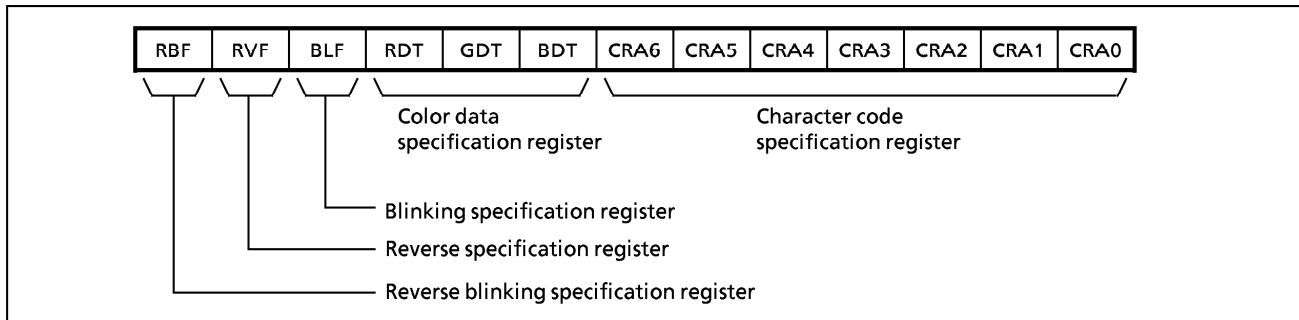 RBF RVF BLF RDT GDT BDT CRA6 CRA5 CRA4 CRA3 CRA2 CRA1 CRA0
Color data
specification register
Character code
specification register
Blinking specification register
Reverse specification register
Reverse blinking specification register